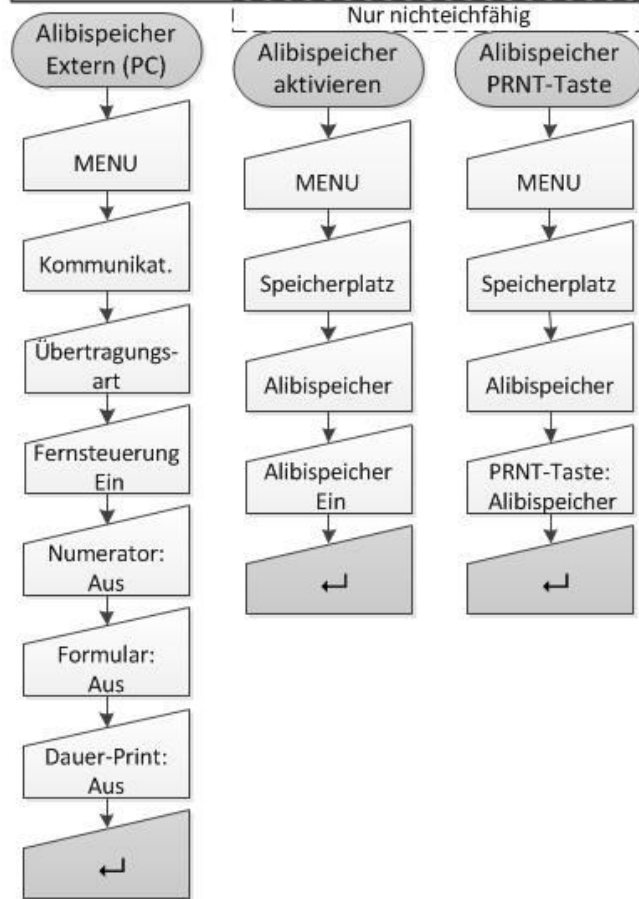 Nur nichteichfähig
Alibispeicher
Extern (PC)
MENU
Kommunikat.
Übertragungs-
art
Fernsteuerung
Ein
Numerator:
Aus
Formular:
Aus
Dauer-Print:
Aus
↵
Alibispeicher
aktivieren
MENU
Speicherplatz
Alibispeicher
Alibispeicher
Ein
↵
Alibispeicher
PRNT-Taste
MENU
Speicherplatz
Alibispeicher
PRNT-Taste:
Alibispeicher
↵